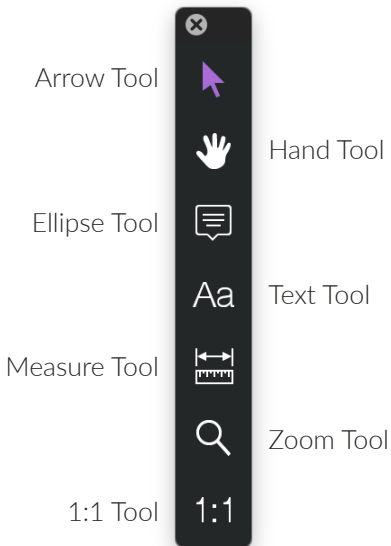 Arrow Tool
Hand Tool
Ellipse Tool
Aa Text Tool
Measure Tool
Zoom Tool
1:1 Tool 1:1